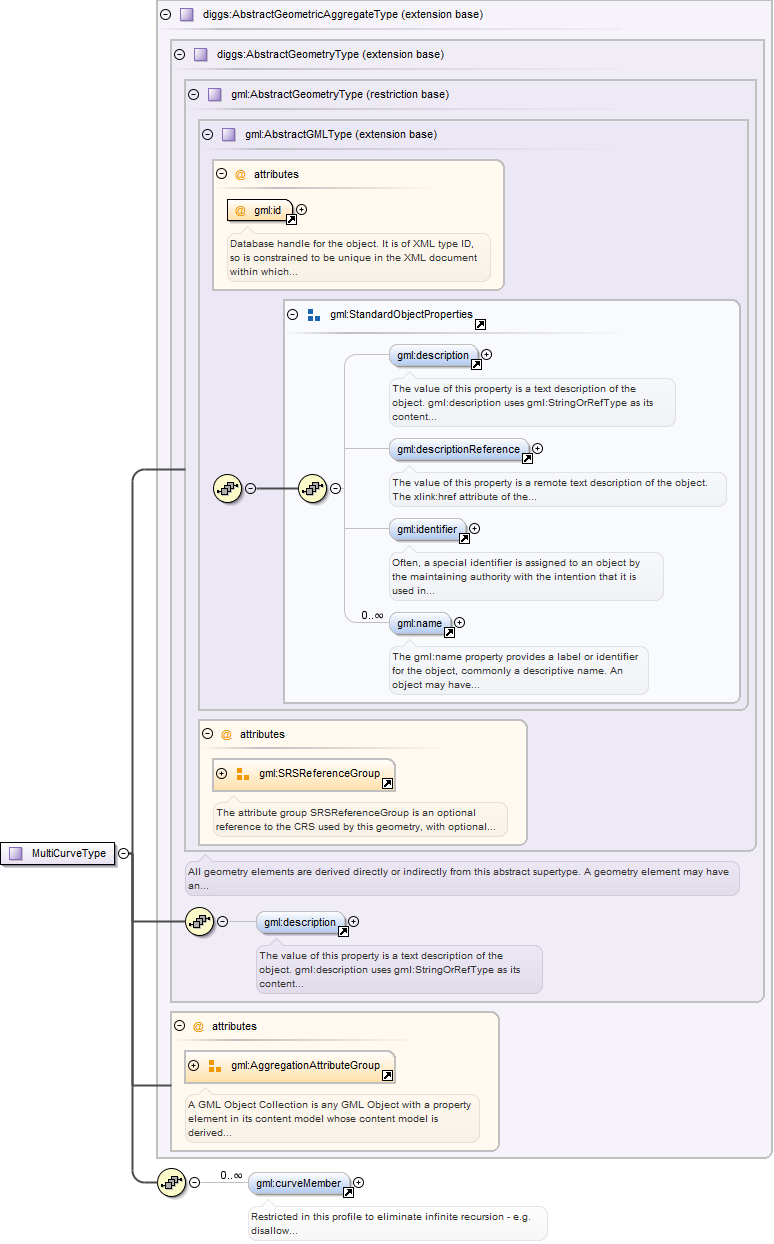 diggs:AbstractGeometricAggregateType (extension base)
diggs:AbstractGeometryType (extension base)
gml:AbstractGeometryType (restriction base)
gml:AbstractGMLType (extension base)
@ attributes
@ gml:id
Database handle for the object. It is of XML type ID,
so is constrained to be unique in the XML document
within which...
gml:StandardObjectProperties
gml:description
The value of this property is a text description of the
object. gml:description uses gml:StringOrRefType as its
content...
gml:descriptionReference
The value of this property is a remote text description of the object.
The xlink:href attribute of the...
gml:identifier
Often, a special identifier is assigned to an object by
the maintaining authority with the intention that it is
used in...
0..∞
gml:name
The gml:name property provides a label or identifier
for the object, commonly a descriptive name. An
object may have...
@ attributes
gml:SRSReferenceGroup
The attribute group SRSReferenceGroup is an optional
reference to the CRS used by this geometry, with optional...
MultiCurveType
All geometry elements are derived directly or indirectly from this abstract supertype. A geometry element may have
an...
gml:description
The value of this property is a text description of the
object. gml:description uses gml:StringOrRefType as its
content...
@ attributes
gml:AggregationAttributeGroup
A GML Object Collection is any GML Object with a property
element in its content model whose content model is
derived...
0..∞
gml:curveMember
Restricted in this profile to eliminate infinite recursion - e.g.
disallow...